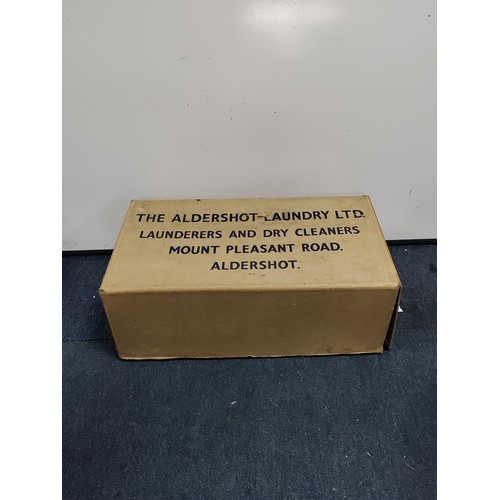 THE ALDERSHOT LAUNDRY LTD.
LAUNDERERS AND DRY CLEANERS
MOUNT PLEASANT ROAD.
ALDERSHOT.